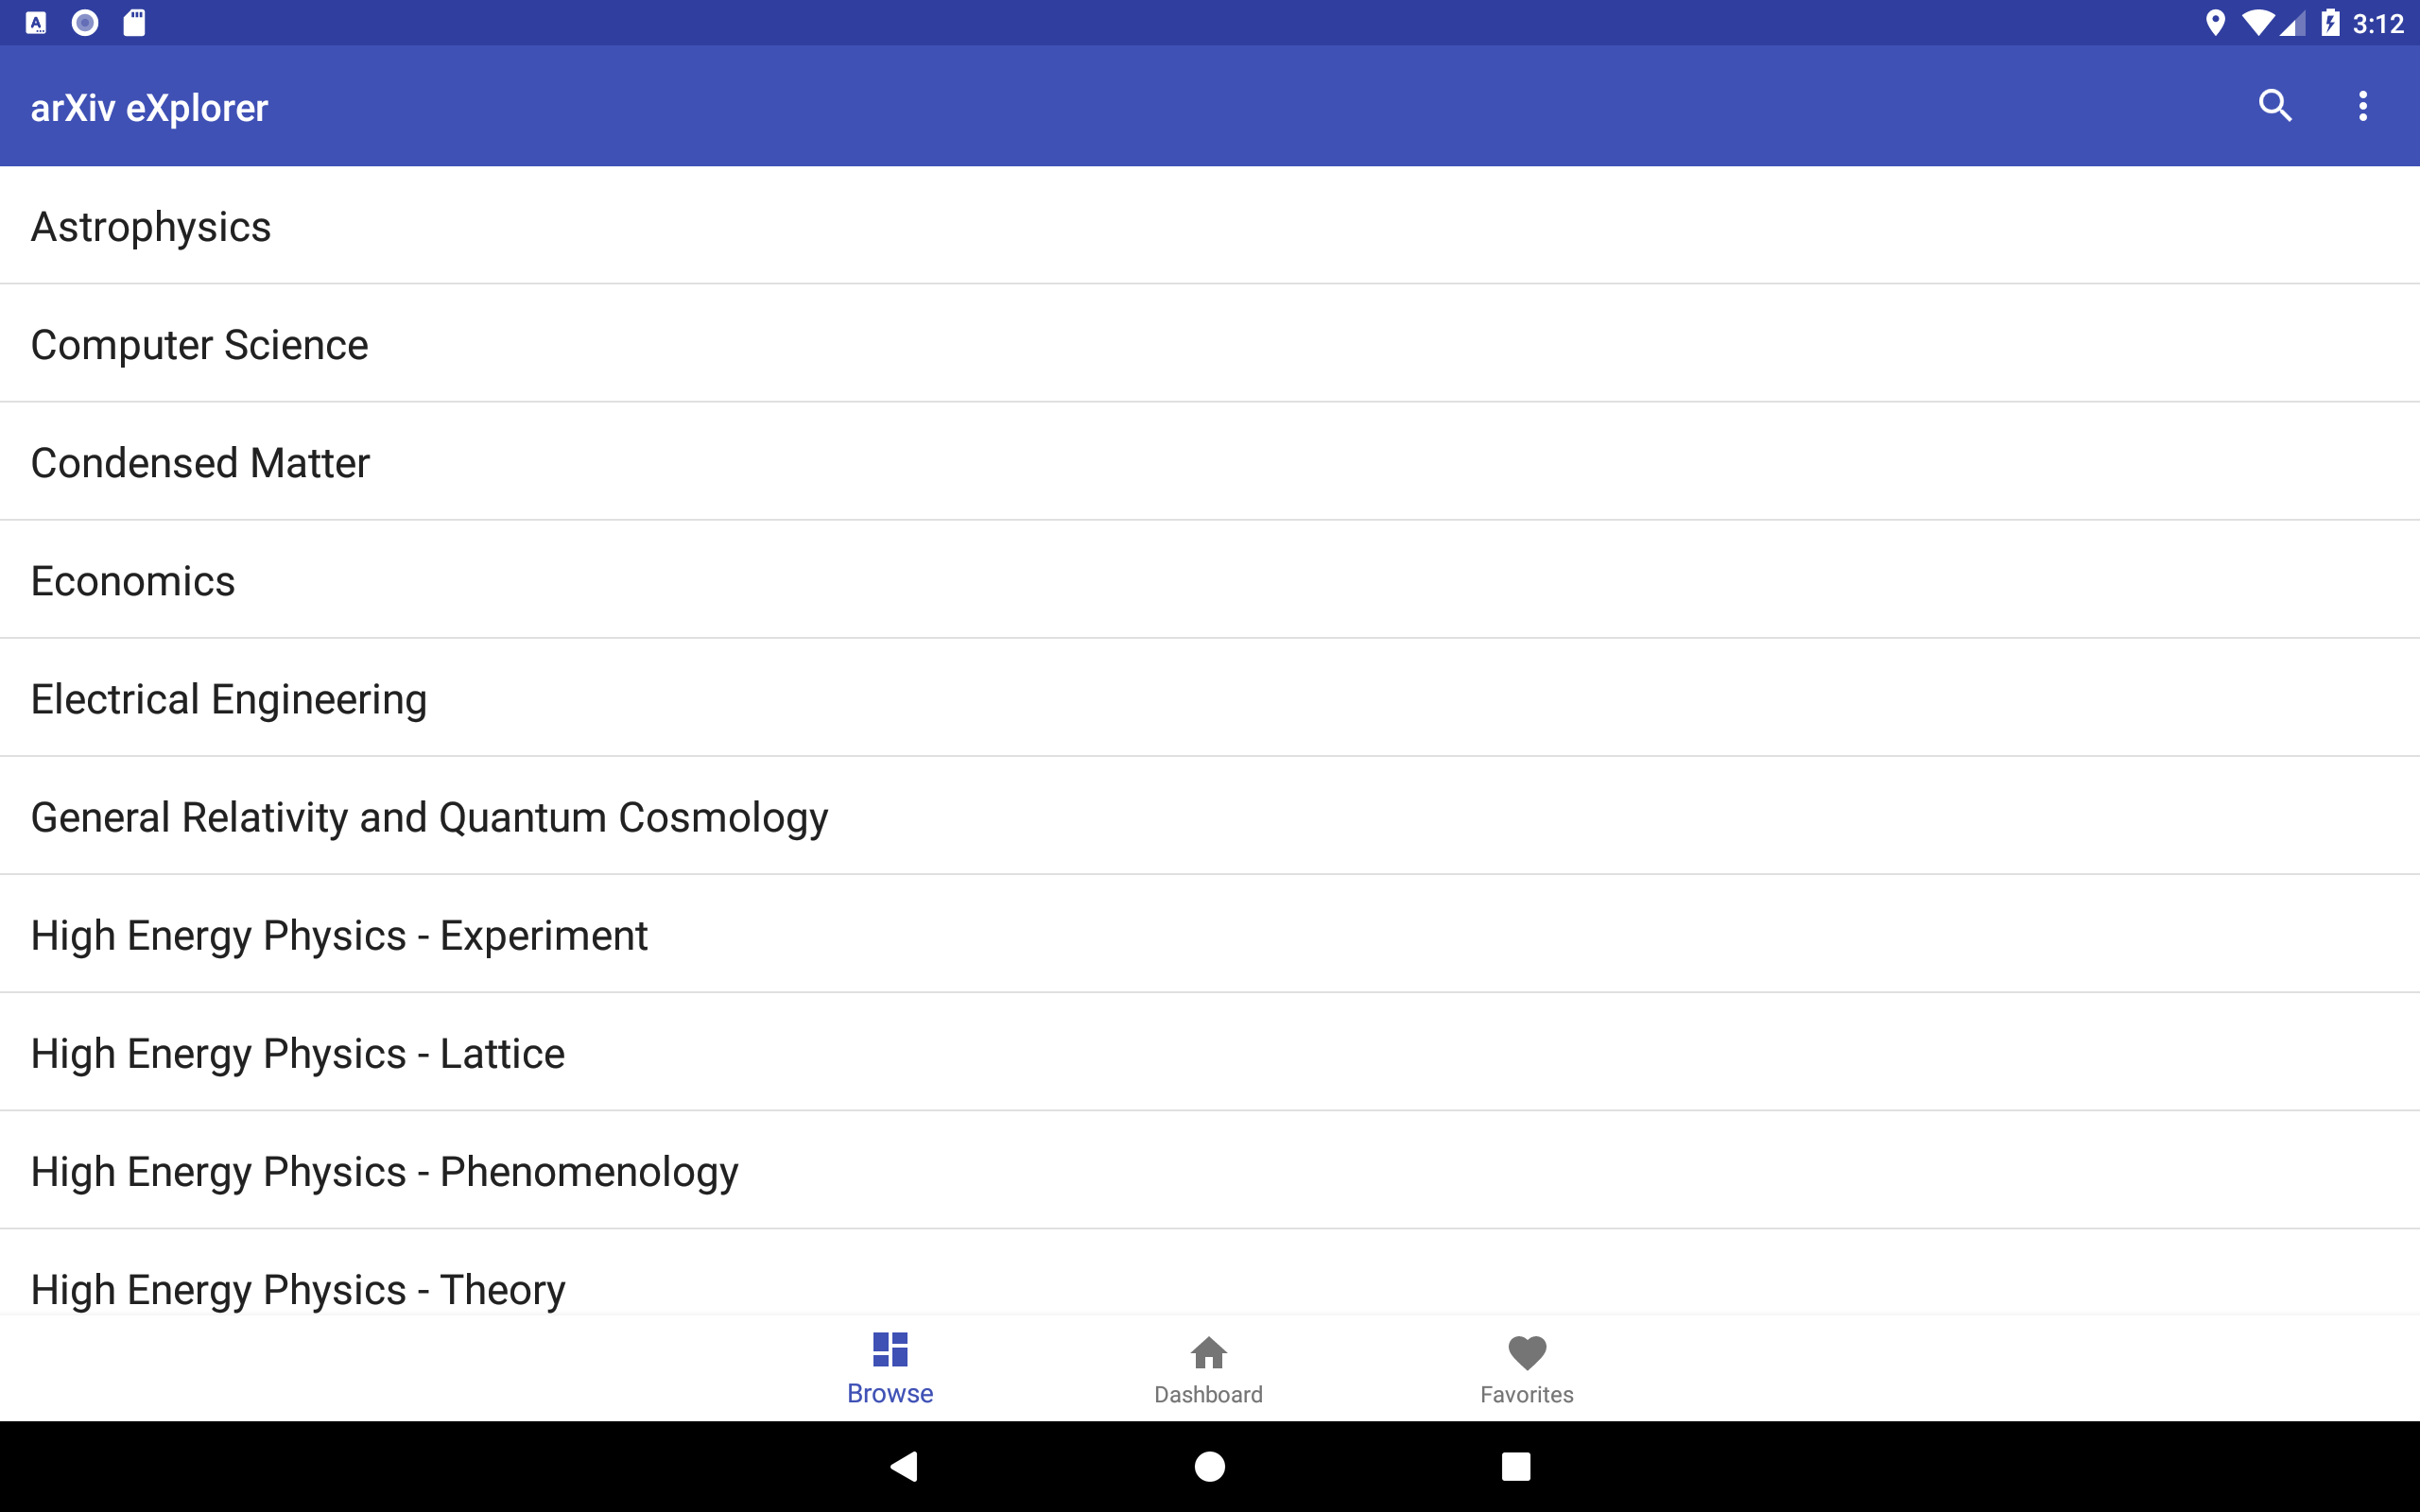 3:12
arXiv eXplorer
Astrophysics
Computer Science
Condensed Matter
Economics
Electrical Engineering
General Relativity and Quantum Cosmology
High Energy Physics - Experiment
High Energy Physics - Lattice
High Energy Physics - Phenomenology
High Energy Physics - Theory
Browse
Dashboard
Favorites